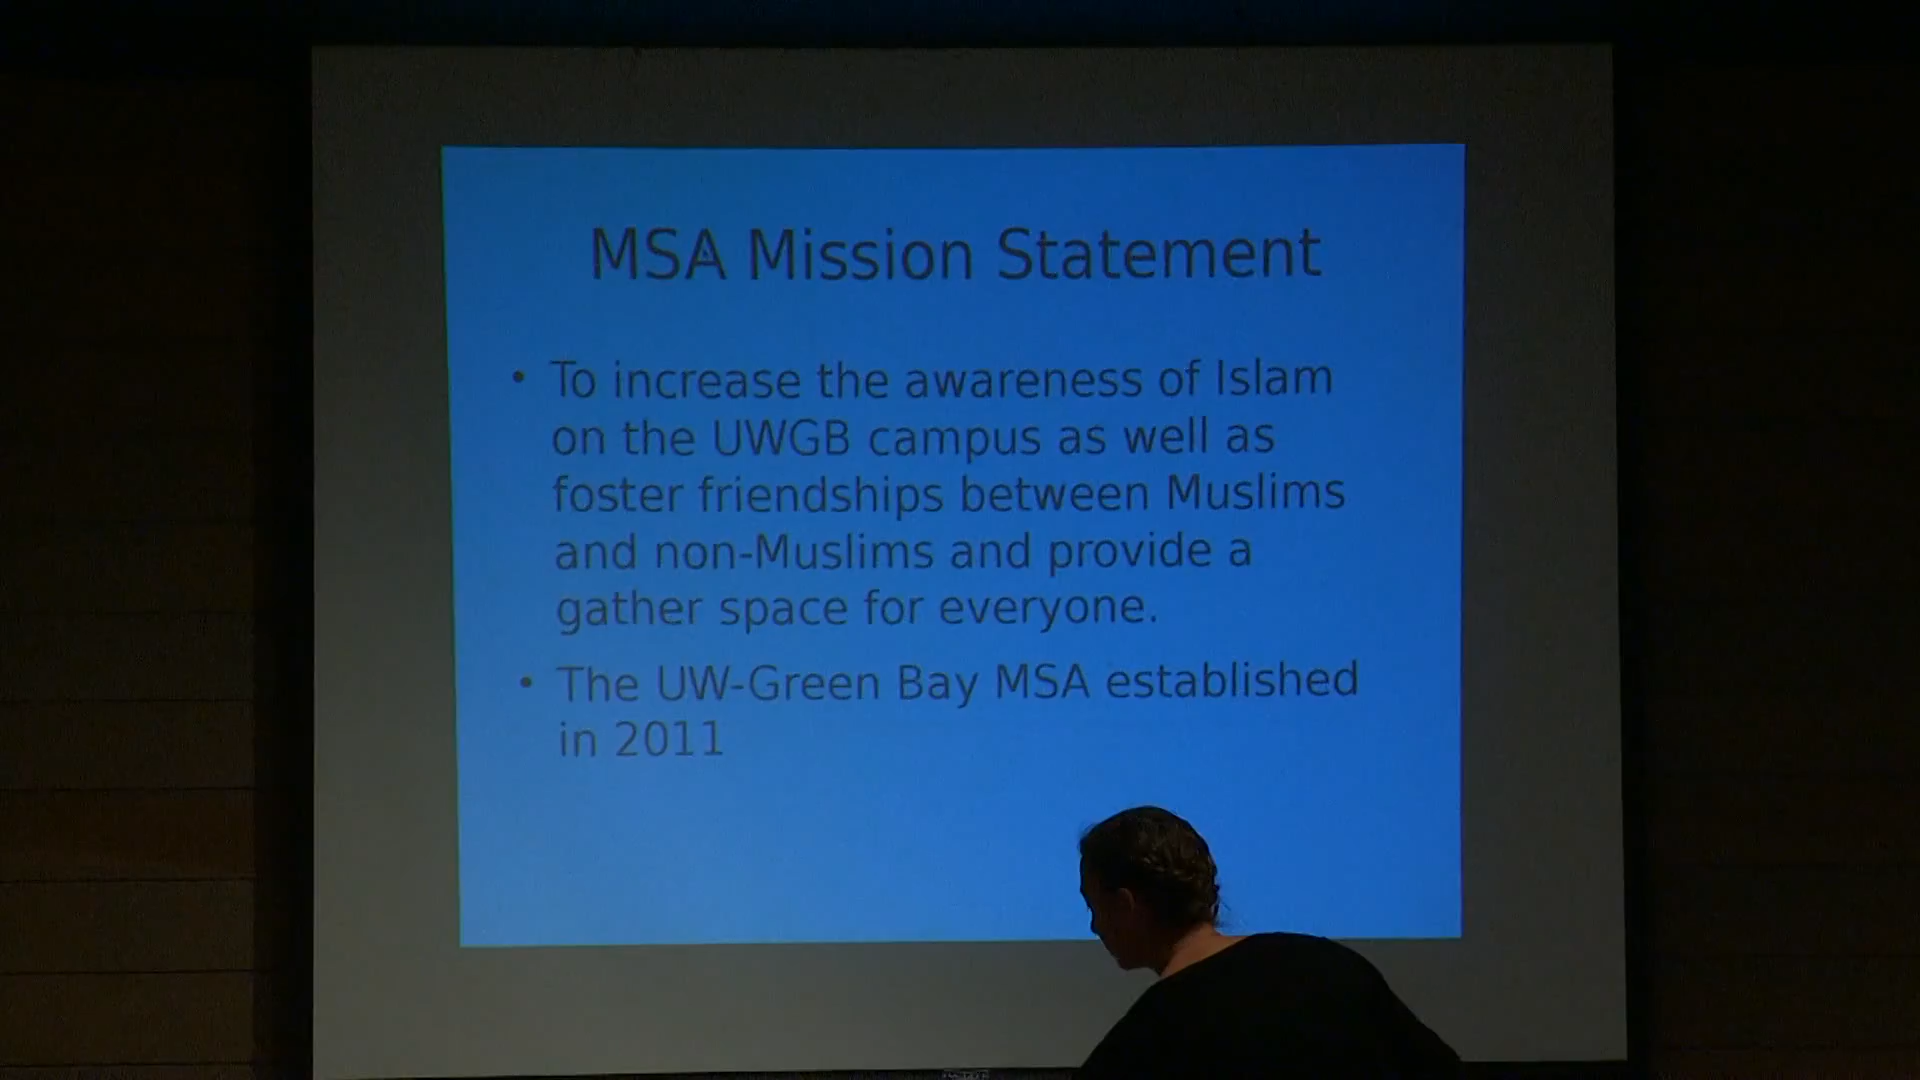 MSA Mission Statement
• To increase the awareness of Islam
on the UWGB campus as well as
foster friendships between Muslims
and non-Muslims and provide a
gather space for everyone.
• The UW-Green Bay MSA established
in 2011